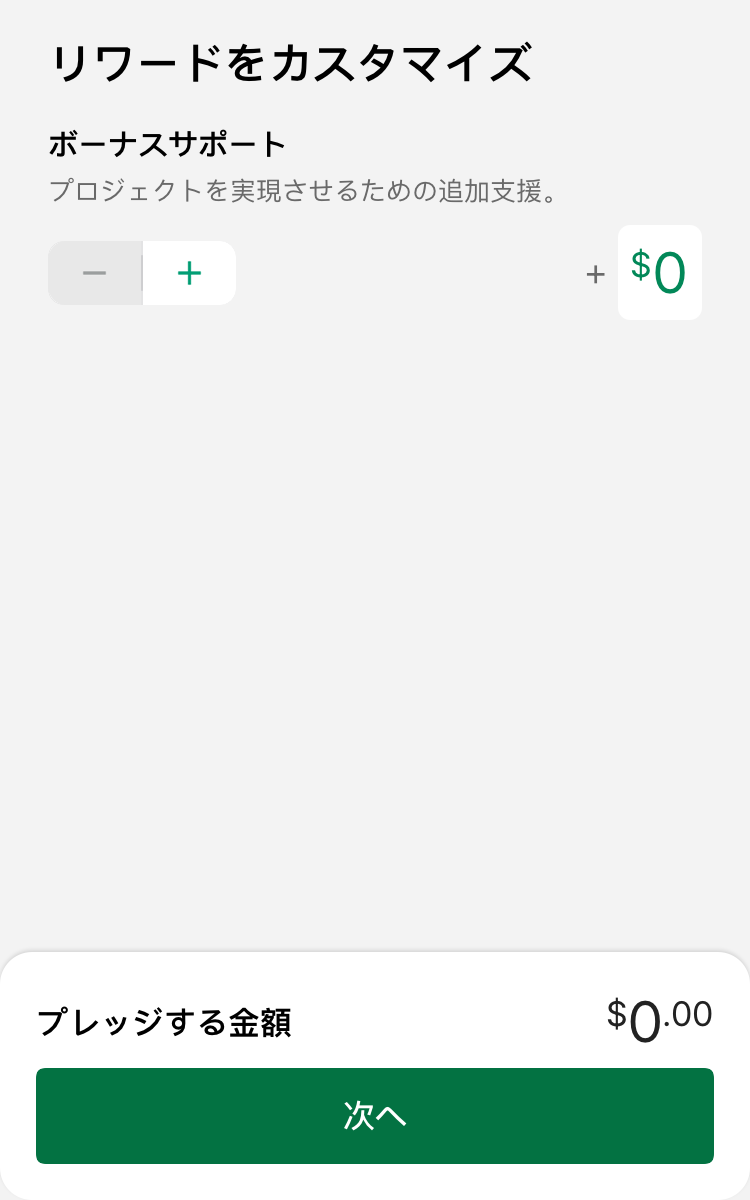 リワードをカスタマイズ
ボーナスサポート
プロジェクトを実現させるための追加支援。
− + + $0
プレッジする金額 $0.00
次へ